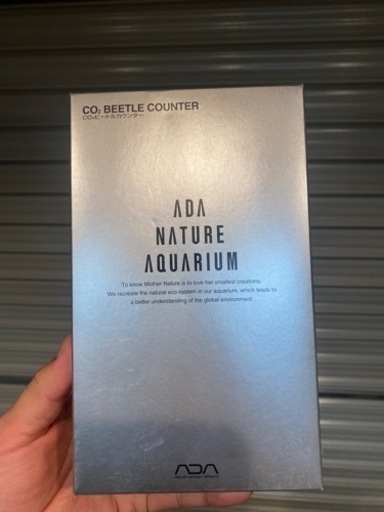 CO₂ BEETLE COUNTER
CO₂ビートルカウンター
ADA
NATURE
AQUARIUM
To know Mother Nature is to love her smallest creations.
We recreate the natural eco-system in our aquarium, which leads to
a better understanding of the global environment.
ADA